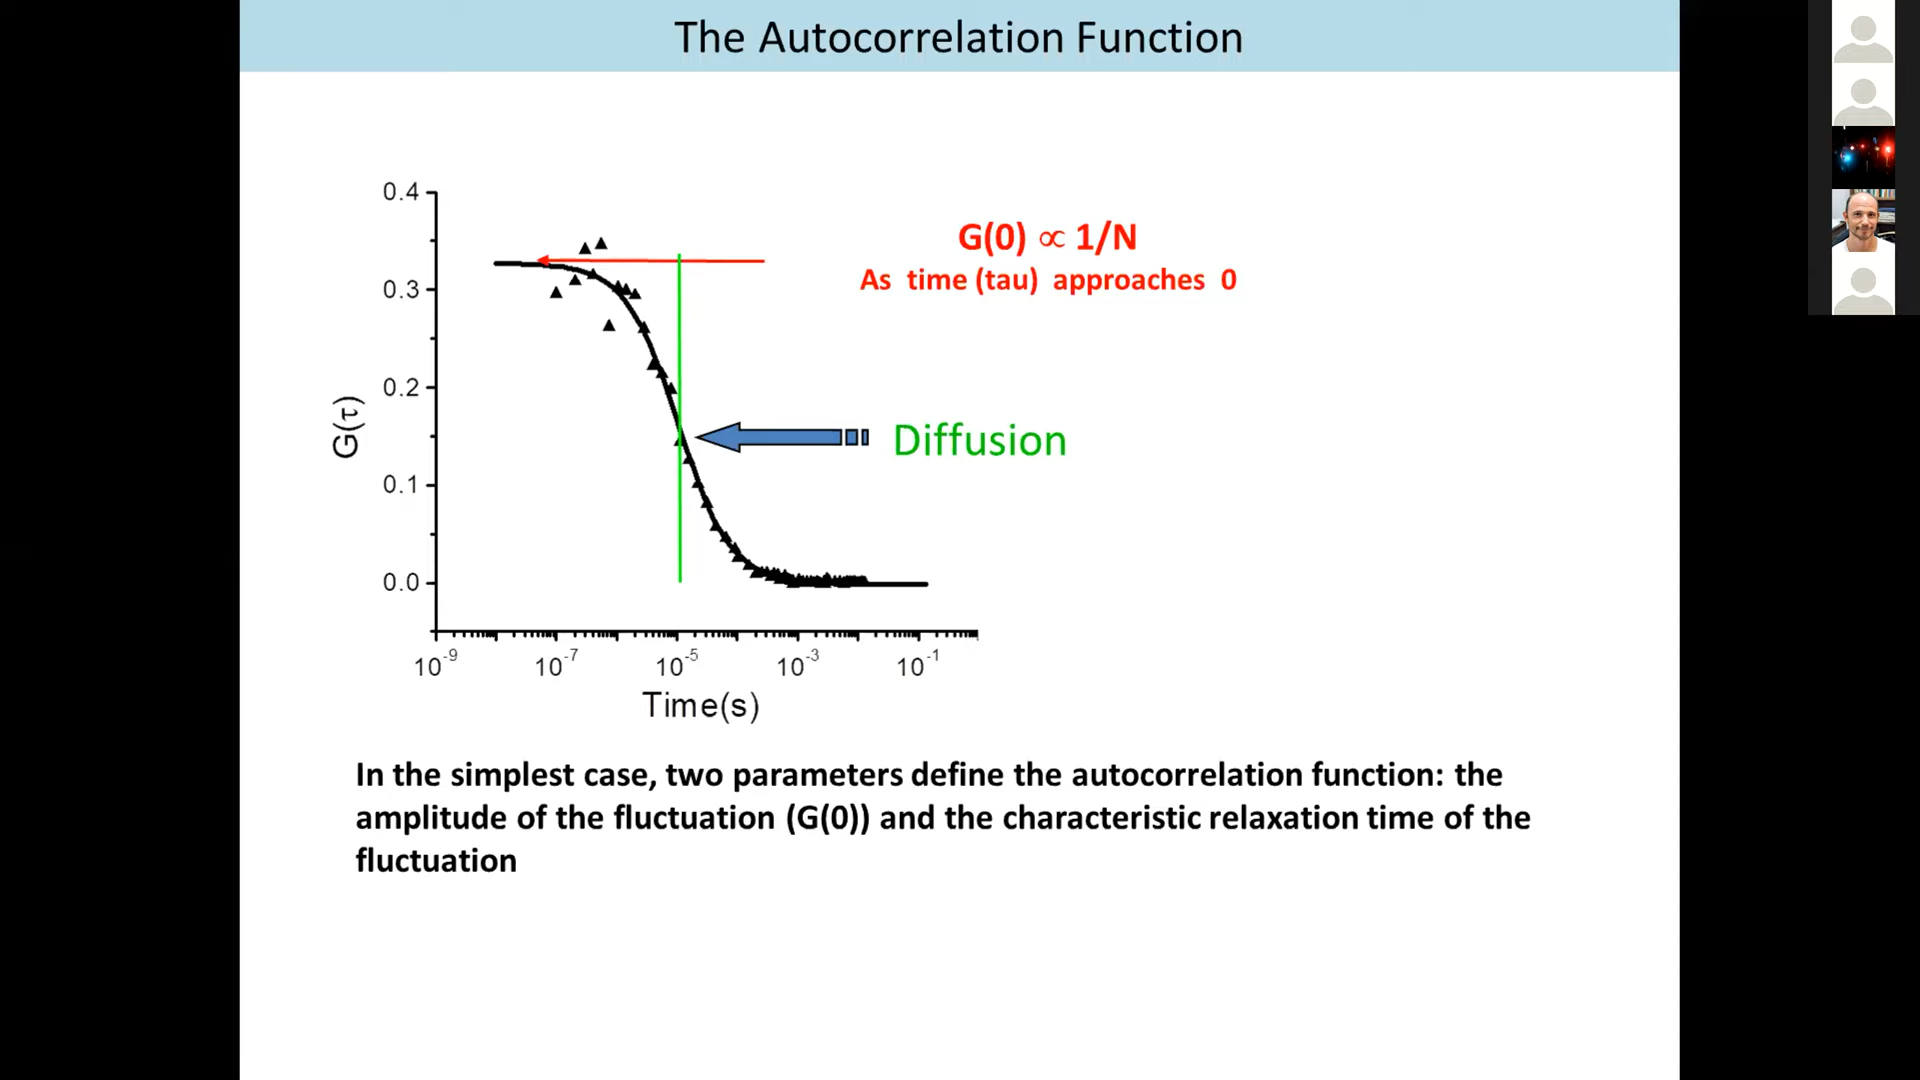 The Autocorrelation Function
0.4
0.3
0.2
0.1
0.0
G(τ)
10-9
10-7
10-5
10-3
10-1
Time(s)
G(0) ∝ 1/N
As time (tau) approaches 0
Diffusion
In the simplest case, two parameters define the autocorrelation function: the
amplitude of the fluctuation (G(0)) and the characteristic relaxation time of the
fluctuation